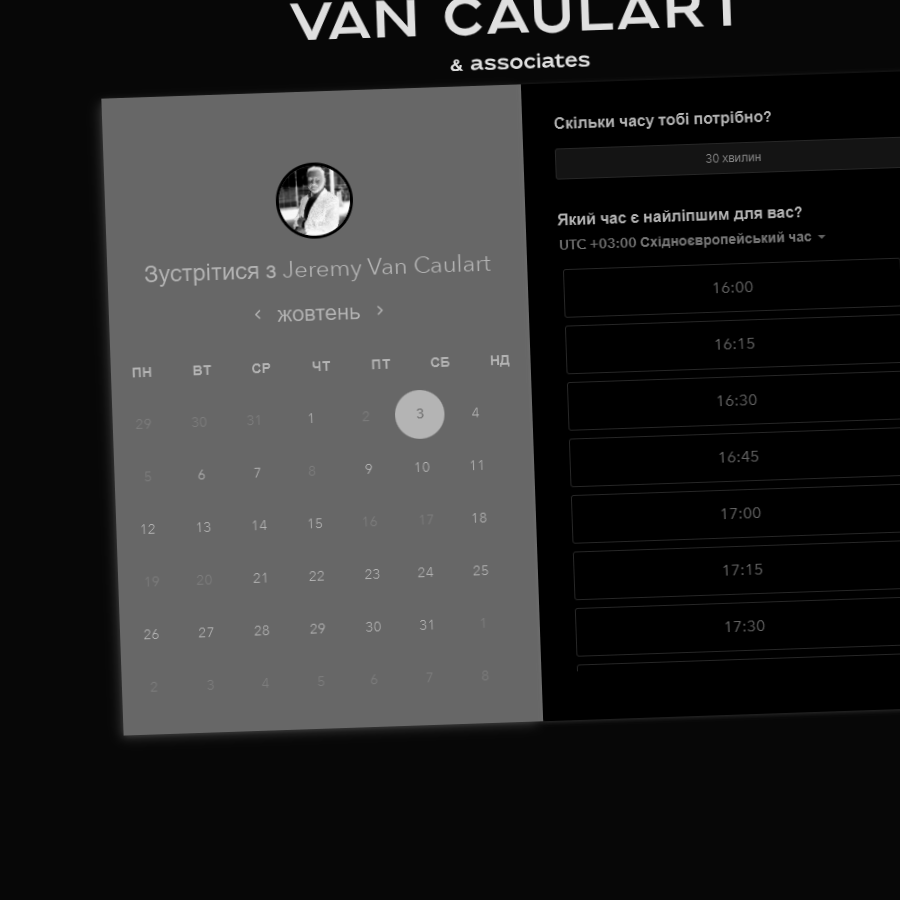 VAN CAULART
& associates
Зустрітися з Jeremy Van Caulart
жовтень
ПН ВТ СР ЧТ ПТ СБ НД
29 30 31 1 2 3 4
5 6 7 8 9 10 11
12 13 14 15 16 17 18
19 20 21 22 23 24 25
26 27 28 29 30 31 1
2 3 4 5 6 7 8
Скільки часу тобі потрібно?
30 хвилин
Який час є найліпшим для вас?
UTC +03:00 Східноєвропейський час
16:00
16:15
16:30
16:45
17:00
17:15
17:30